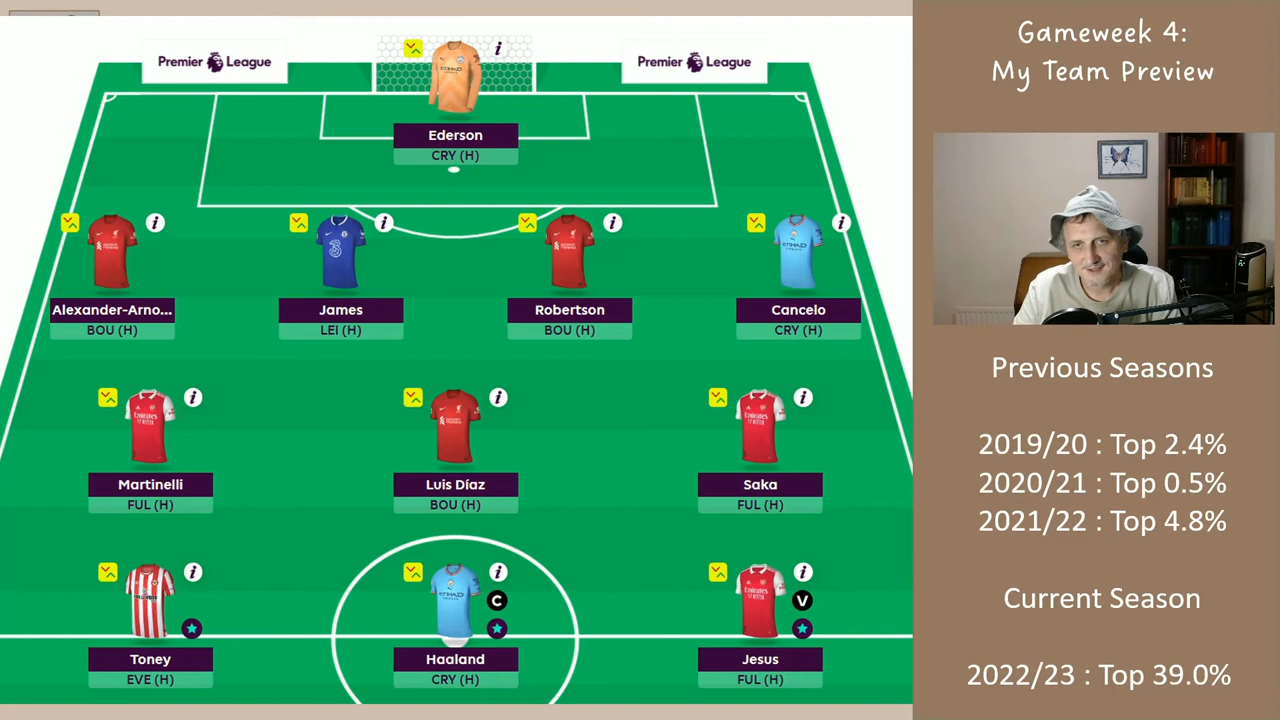 Gameweek 4:
My Team Preview
Premier League
Premier League
Ederson
CRY (H)
Alexander-Arno...
BOU (H)
James
LEI (H)
Robertson
BOU (H)
Cancelo
CRY (H)
Martinelli
FUL (H)
Luis Díaz
BOU (H)
Saka
FUL (H)
Toney
EVE (H)
C
Haaland
CRY (H)
V
Jesus
FUL (H)
Previous Seasons
2019/20 : Top 2.4%
2020/21 : Top 0.5%
2021/22 : Top 4.8%
Current Season
2022/23 : Top 39.0%